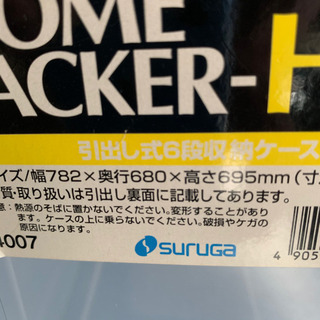 OME
ACKER-H
引出し式6段収納ケース
イズ/幅782×奥行680×高さ695mm(寸
質・取り扱いは引出し裏面に記載してあります。
意:熱源のそばに置かないでください。変形することがあり
ます。ケースの上に乗らないでください。破損やケガの
原因になります。
4007
suruga
4 905